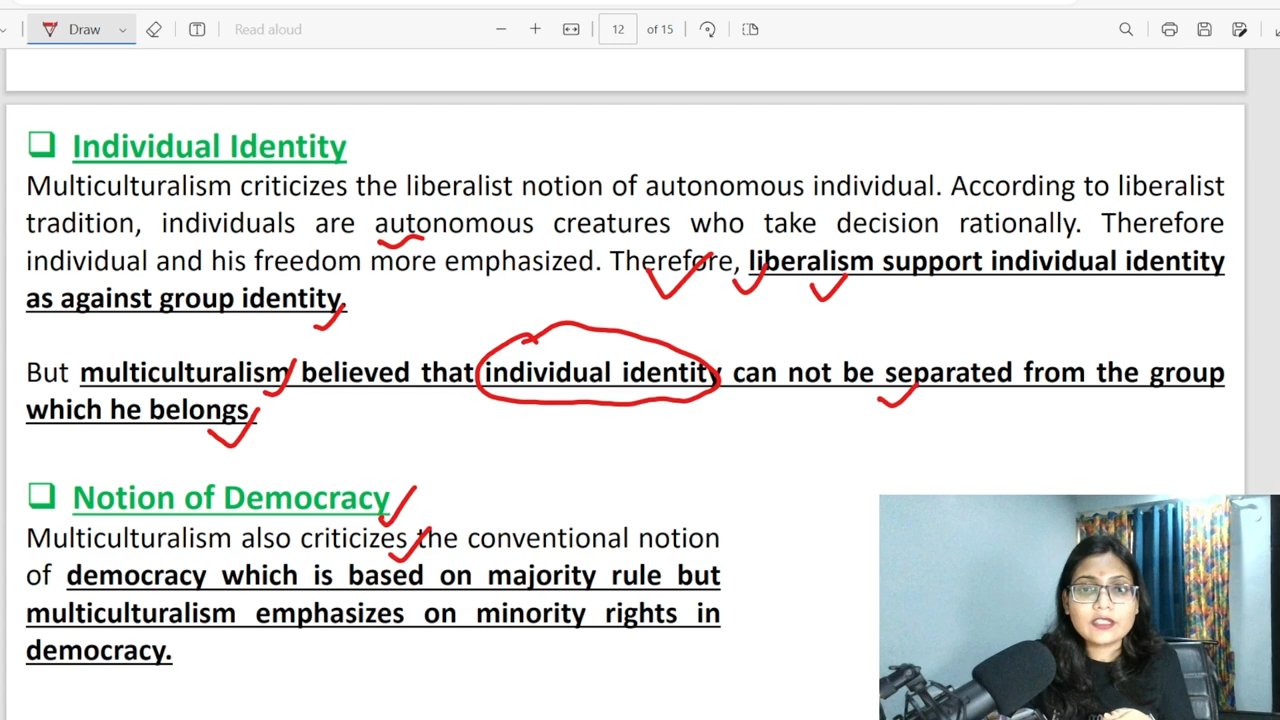 Draw
Read aloud
12
of 15
Individual Identity
Multiculturalism criticizes the liberalist notion of autonomous individual. According to liberalist
tradition, individuals are autonomous creatures who take decision rationally. Therefore
individual and his freedom more emphasized. Therefore, liberalism support individual identity
as against group identity.
But multiculturalism believed that individual identity can not be separated from the group
which he belongs.
Notion of Democracy
Multiculturalism also criticizes the conventional notion
of democracy which is based on majority rule but
multiculturalism emphasizes on minority rights in
democracy.